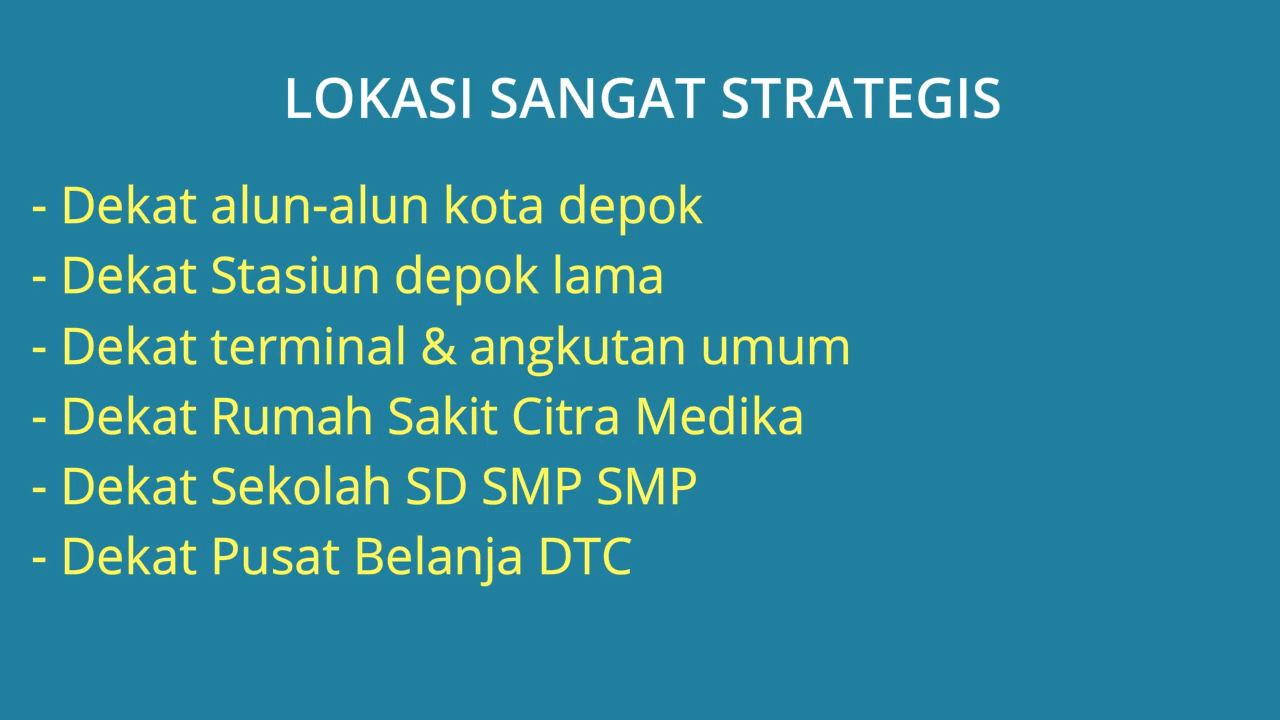 LOKASI SANGAT STRATEGIS
- Dekat alun-alun kota depok
- Dekat Stasiun depok lama
- Dekat terminal & angkutan umum
- Dekat Rumah Sakit Citra Medika
- Dekat Sekolah SD SMP SMP
- Dekat Pusat Belanja DTC